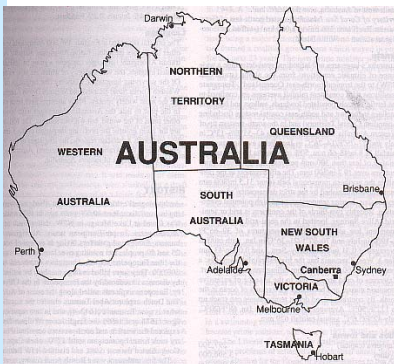 Darwin
NORTHERN
TERRITORY
QUEENSLAND
WESTERN
AUSTRALIA
AUSTRALIA
SOUTH
AUSTRALIA
Brisbane
NEW SOUTH
WALES
Perth
Adelaide
Canberra
Sydney
VICTORIA
Melbourne
TASMANIA
Hobart